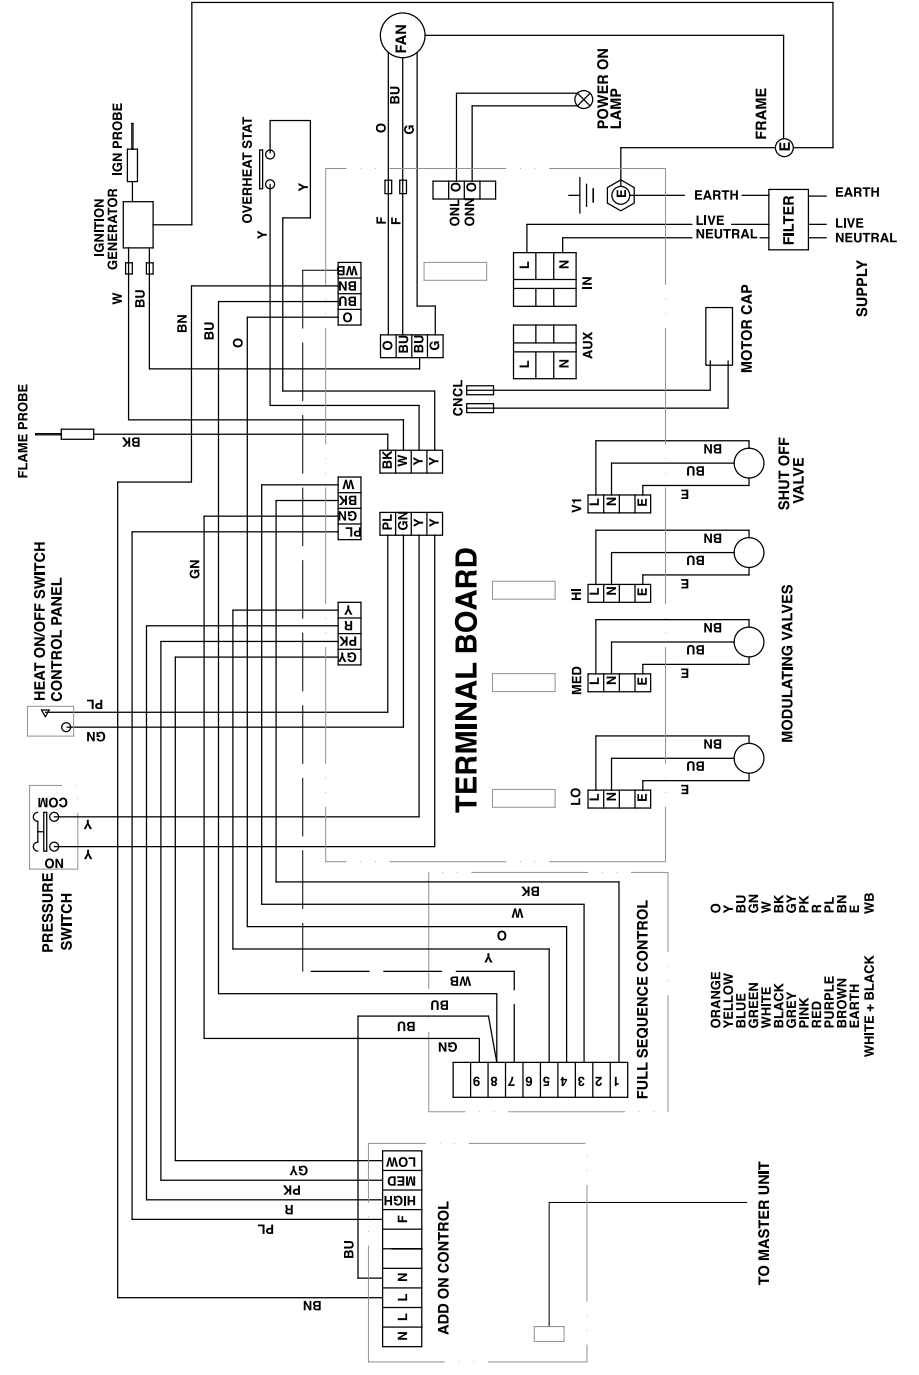 FAN
POWER ON
LAMP
FRAME
E
IGN PROBE
IGNITION
GENERATOR
OVERHEAT STAT
O
BU
G
F
F
Y
Y
W
BU
BN
BU
O
WB
BN
BU
O
ONL
ONN
O
O
E
EARTH
LIVE
NEUTRAL
FILTER
EARTH
LIVE
NEUTRAL
SUPPLY
L
N
IN
L
N
AUX
O
BU
BU
G
MOTOR CAP
CNCL
FLAME PROBE
BK
BK
W
Y
Y
PL
GN
Y
Y
W
BK
GN
PL
GN
Y
R
PK
GY
HEAT ON/OFF SWITCH
CONTROL PANEL
PL
GN
COM
NO
Y
Y
PRESSURE
SWITCH
TERMINAL BOARD
V1
L
N
E
BN
BU
E
SHUT OFF
VALVE
HI
L
N
E
BN
BU
E
MED
L
N
E
BN
BU
E
LO
L
N
E
BN
BU
E
MODULATING VALVES
BK
W
O
Y
WB
BU
BU
GN
9
8
7
6
5
4
3
2
1
FULL SEQUENCE CONTROL
ORANGE O
YELLOW Y
BLUE BU
GREEN GN
WHITE W
BLACK BK
GREY GY
PINK PK
RED R
PURPLE PL
BROWN BN
EARTH E
WHITE + BLACK WB
GY
PK
R
PL
BU
BN
LOW
MED
HIGH
F
N
L
L
N
ADD ON CONTROL
TO MASTER UNIT